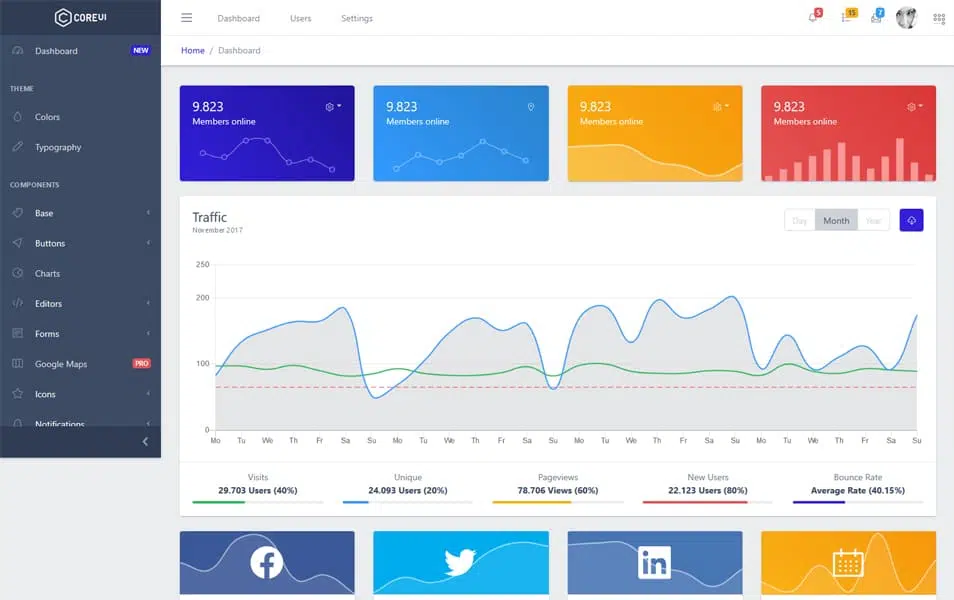 COREUI
Dashboard Users Settings
5 15 7
Dashboard NEW
Home / Dashboard
THEME
Colors
Typography
COMPONENTS
Base
Buttons
Charts
Editors
Forms
Google Maps PRO
Icons
Notifications
9.823
Members online
9.823
Members online
9.823
Members online
9.823
Members online
Traffic
November 2017
Day Month Year
250
200
100
0
Mo Tu We Th Fr Sa Su Mo Tu We Th Fr Sa Su Mo Tu We Th Fr Sa Su Mo Tu We Th Fr Sa Su
Visits
29.703 Users (40%)
Unique
24.093 Users (20%)
Pageviews
78.706 Views (60%)
New Users
22.123 Users (80%)
Bounce Rate
Average Rate (40.15%)
f
in